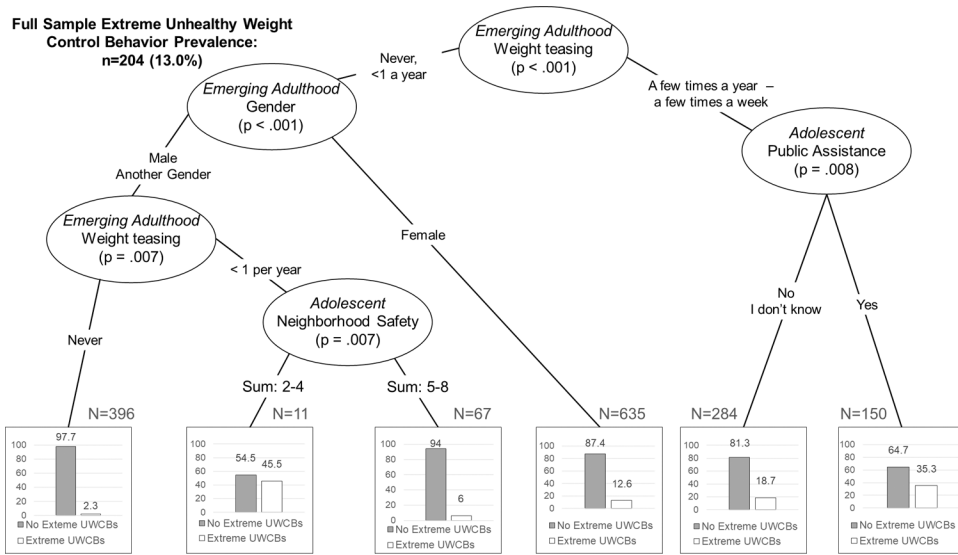 Full Sample Extreme Unhealthy Weight
Control Behavior Prevalence:
n=204 (13.0%)
Emerging Adulthood
Weight teasing
(p < .001)
Never,
<1 a year
A few times a year –
a few times a week
Emerging Adulthood
Gender
(p < .001)
Adolescent
Public Assistance
(p = .008)
Male
Another Gender
Female
Emerging Adulthood
Weight teasing
(p = .007)
< 1 per year
Never
Adolescent
Neighborhood Safety
(p = .007)
No
I don't know
Yes
Sum: 2-4
Sum: 5-8
N=396
97.7
100
80
60
40
20
0
2.3
No Exteme UWCBs
Extreme UWCBs
N=11
100
80
60
40
20
0
54.5
45.5
No Extreme UWCBs
Extreme UWCBs
N=67
94
100
80
60
40
20
0
6
No Extreme UWCBs
Extreme UWCBs
N=635
87.4
100
80
60
40
20
0
12.6
No Extreme UWCBs
Extreme UWCBs
N=284
81.3
100
80
60
40
20
0
18.7
No Extreme UWCBs
Extreme UWCBs
N=150
64.7
100
80
60
40
20
0
35.3
No Extreme UWCBs
Extreme UWCBs